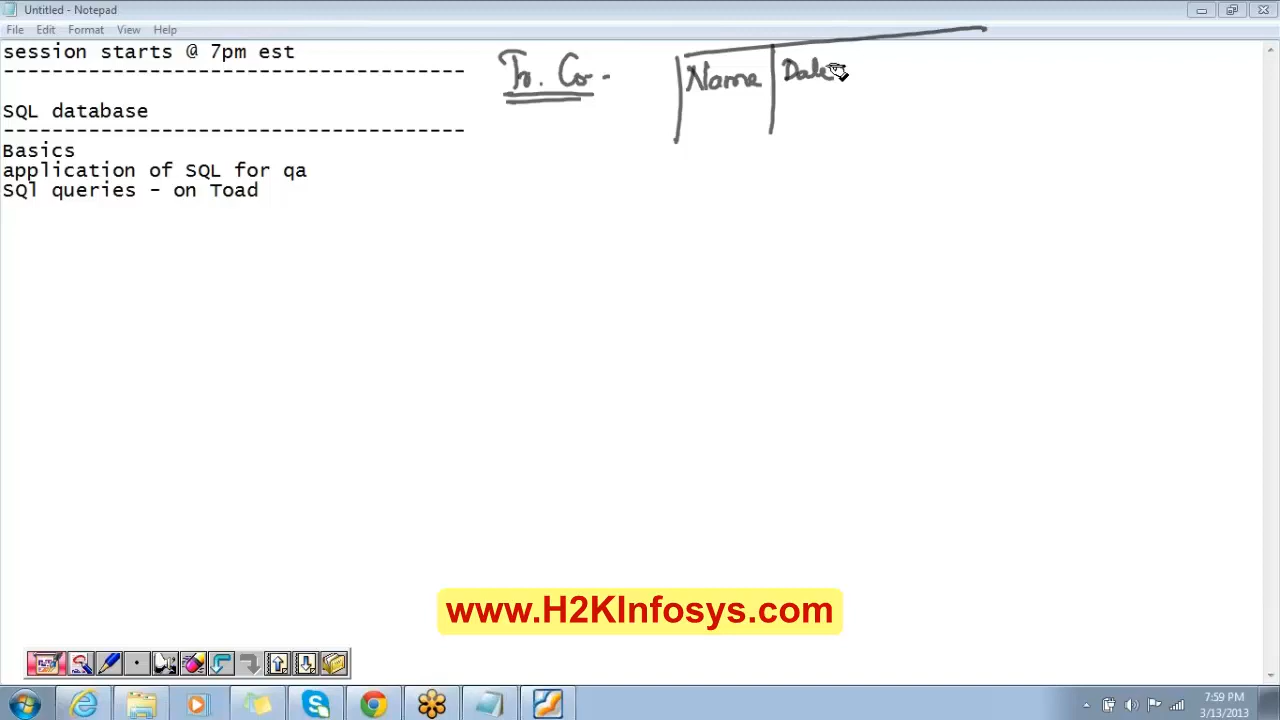 Untitled - Notepad
File Edit Format View Help
session starts @ 7pm est
------------------------------------------------
SQL database
------------------------------------------------
Basics
application of SQL for qa
SQl queries - on Toad
Co.
Name Date
www.H2KInfosys.com
7:59 PM
3/13/2013